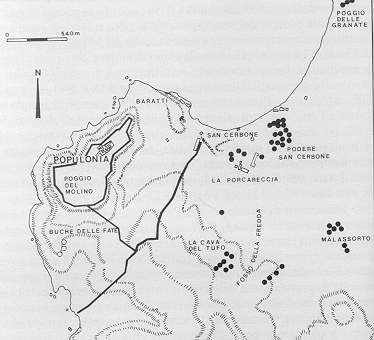 POGGIO
DELLE
GRANATE
0
540 m
N
BARATTI
SAN CERBONE
PODERE
SAN CERBONE
POPULONIA
POGGIO
DEL
MOLINO
LA PORCARECCIA
BUCHE DELLE FATE
LA CAVA
DEL TUFO
FOSSO DELLA FREDDA
MALASSORTO